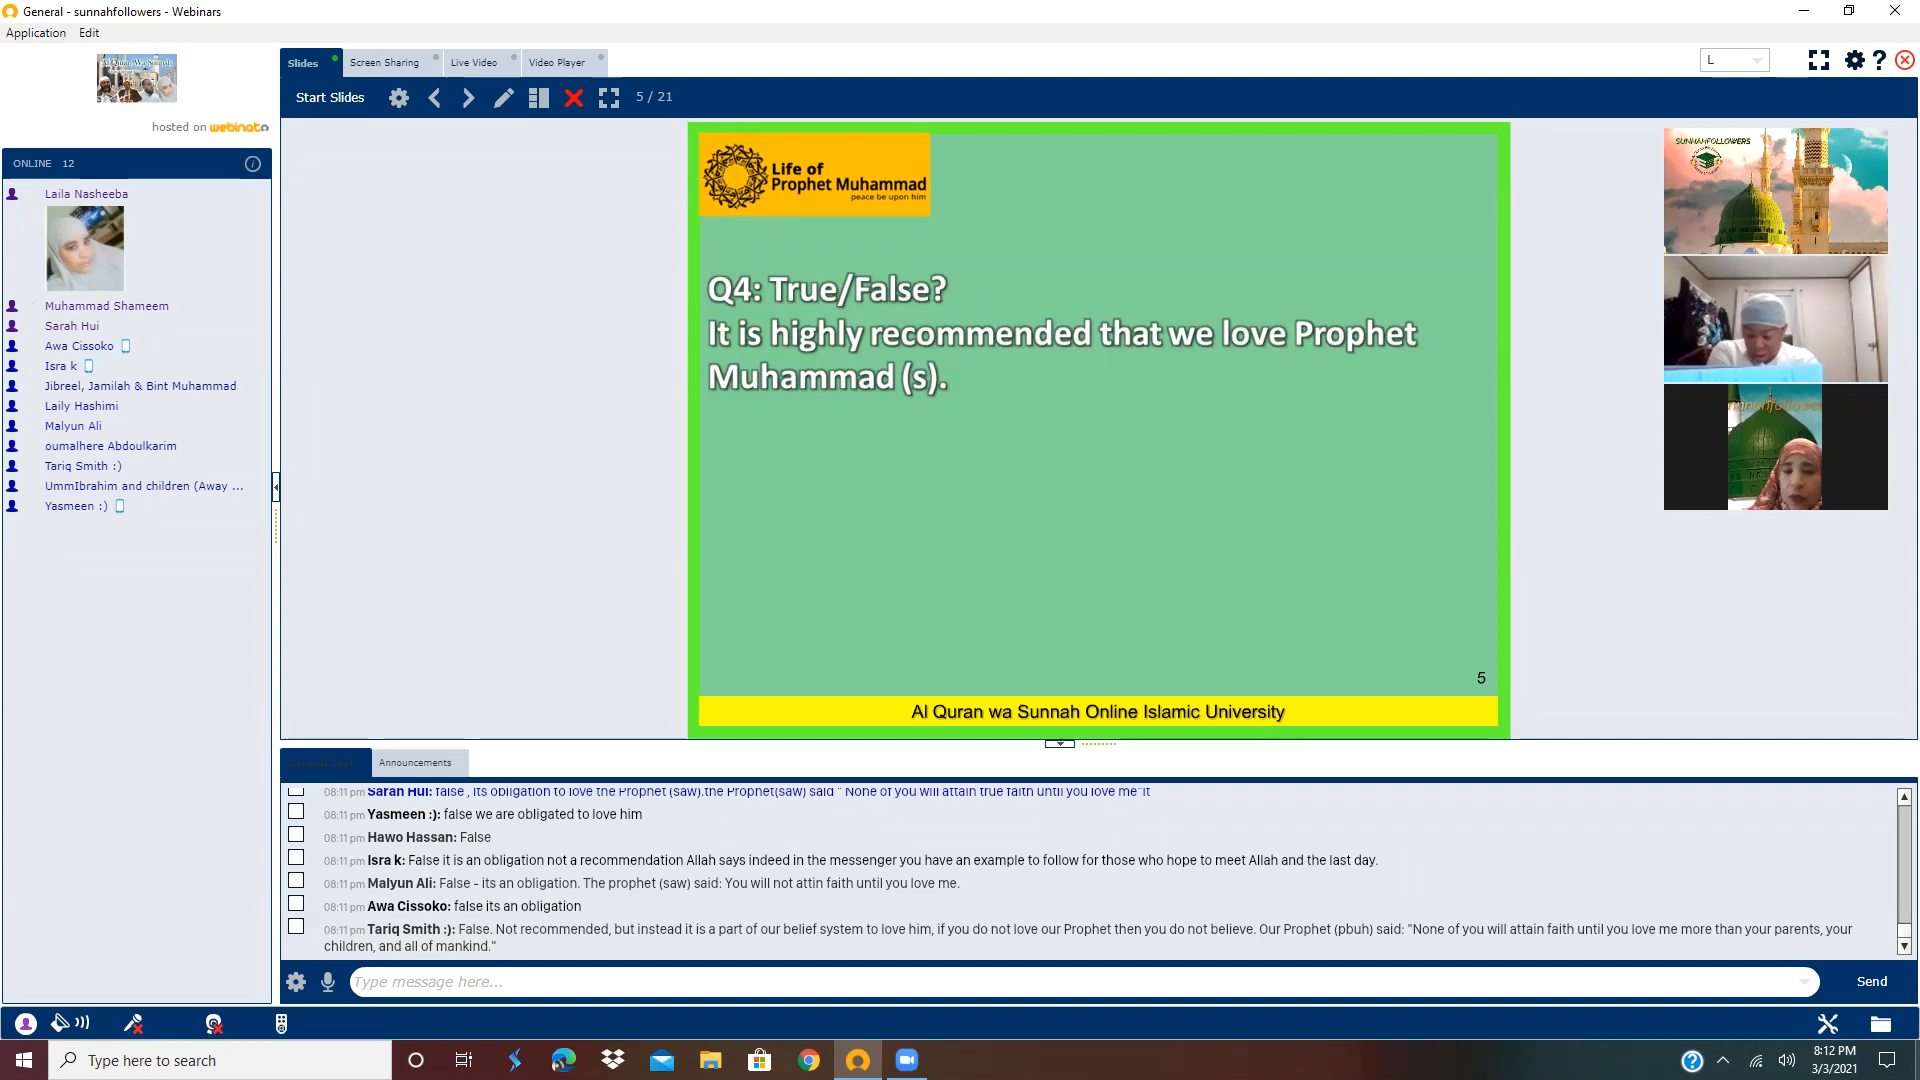 General - sunnahfollowers - Webinars
Application Edit
hosted on webinato
ONLINE 12
Laila Nasheeba
Muhammad Shameem
Sarah Hui
Awa Cissoko
Isra k
Jibreel, Jamilah & Bint Muhammad
Laily Hashimi
Malyun Ali
oumalhere Abdoulkarim
Tariq Smith :)
UmmIbrahim and children (Away ...
Yasmeen :)
Slides Screen Sharing Live Video Video Player
L
Start Slides 5 / 21
Life of
Prophet Muhammad
peace be upon him
Q4: True/False?
It is highly recommended that we love Prophet
Muhammad (s).
5
Al Quran wa Sunnah Online Islamic University
SUNNAHFOLLOWERS
General Chat Announcements
08:11 pm Sarah Hui: false , its obligation to love the Prophet (saw).the Prophet(saw) said " None of you will attain true faith until you love me"it
08:11 pm Yasmeen :): false we are obligated to love him
08:11 pm Hawo Hassan: False
08:11 pm Isra k: False it is an obligation not a recommendation Allah says indeed in the messenger you have an example to follow for those who hope to meet Allah and the last day.
08:11 pm Malyun Ali: False - its an obligation. The prophet (saw) said: You will not attin faith until you love me.
08:11 pm Awa Cissoko: false its an obligation
08:11 pm Tariq Smith :): False. Not recommended, but instead it is a part of our belief system to love him, if you do not love our Prophet then you do not believe. Our Prophet (pbuh) said: "None of you will attain faith until you love me more than your parents, your
children, and all of mankind."
Type message here...
Send
Type here to search
8:12 PM
3/3/2021